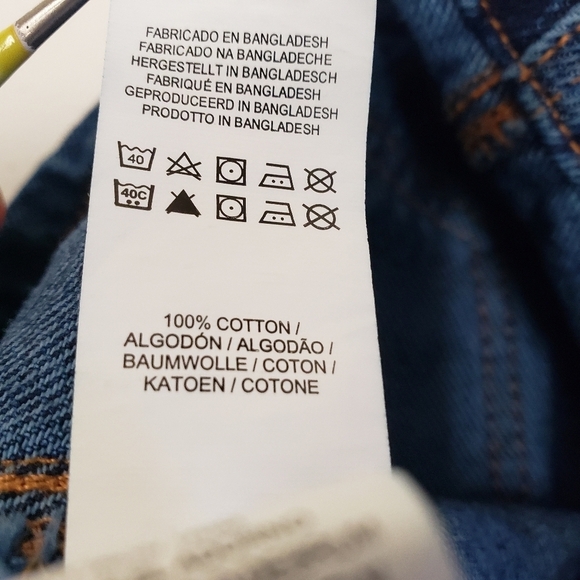 FABRICADO EN BANGLADESH
FABRICADO NA BANGLADECHE
HERGESTELLT IN BANGLADESCH
FABRIQUÉ EN BANGLADESH
GEPRODUCEERD IN BANGLADESH
PRODOTTO IN BANGLADESH
40
40C
100% COTTON /
ALGODÓN / ALGODÃO /
BAUMWOLLE / COTON /
KATOEN / COTONE